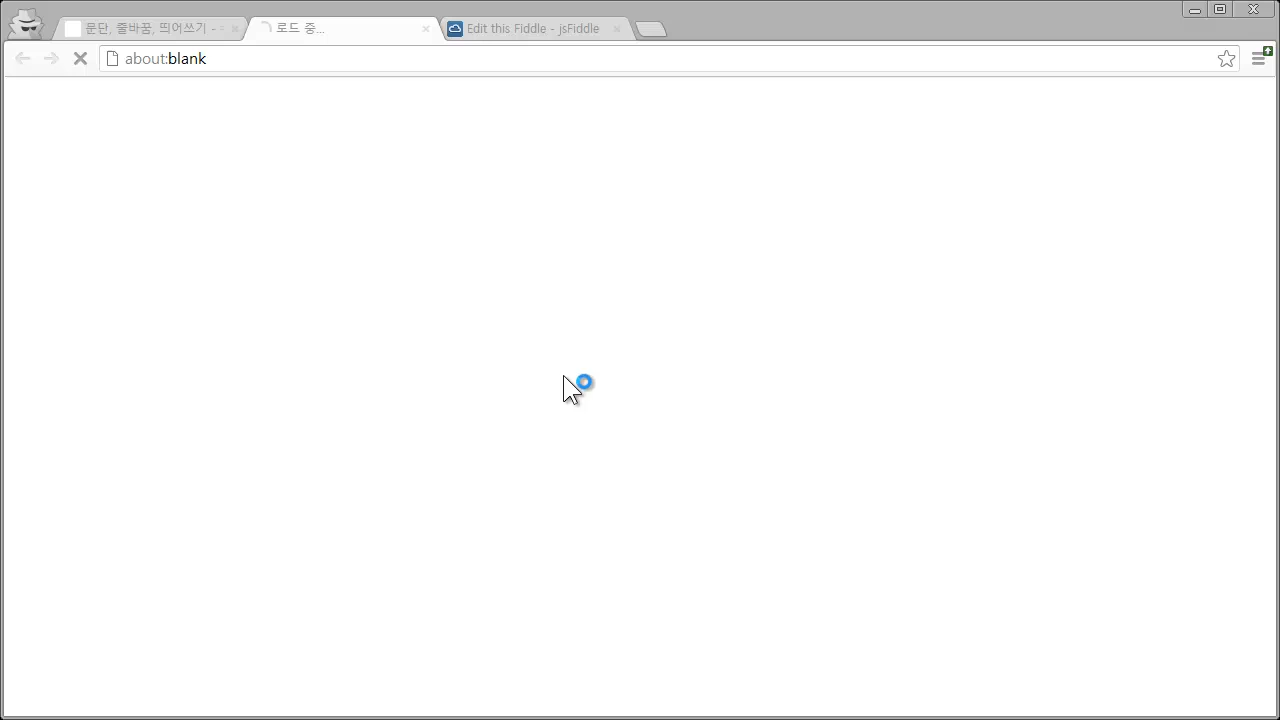 문단, 줄바꿈, 띄어쓰기 -
로드 중...
Edit this Fiddle - jsFiddle
about:blank